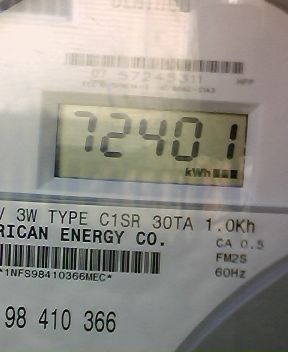 72401
kWh
3W TYPE C1SR 30TA 1.0Kh
RICAN ENERGY CO.
CA 0.5
FM2S
60Hz
*1NFS98410366MEC*
98 410 366